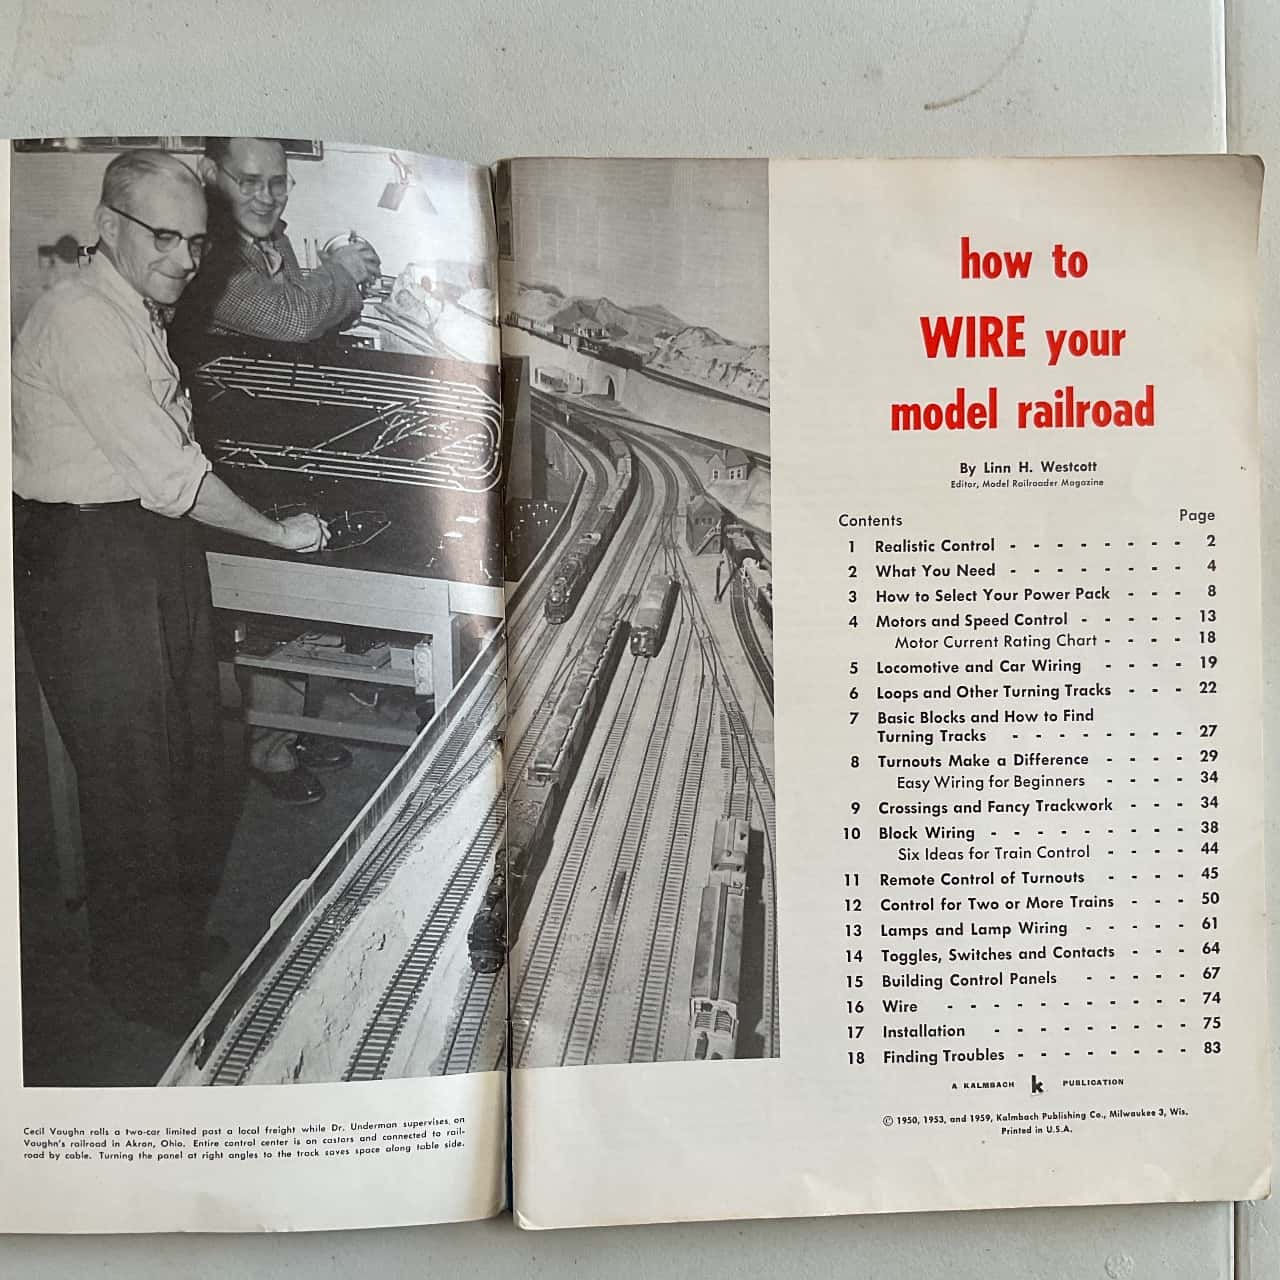 Cecil Vaughn rolls a two-car limited past a local freight while Dr. Underman supervises on
Vaughn's railroad in Akron, Ohio. Entire control center is on castors and connected to rail-
road by cable. Turning the panel at right angles to the track saves space along table side.
how to
WIRE your
model railroad
By Linn H. Westcott
Editor, Model Railroader Magazine
Contents Page
1 Realistic Control - - - - - - - - 2
2 What You Need - - - - - - - - 4
3 How to Select Your Power Pack - - - 8
4 Motors and Speed Control - - - - - 13
Motor Current Rating Chart - - - - 18
5 Locomotive and Car Wiring - - - - 19
6 Loops and Other Turning Tracks - - - 22
7 Basic Blocks and How to Find
Turning Tracks - - - - - - - - 27
8 Turnouts Make a Difference - - - - 29
Easy Wiring for Beginners - - - - 34
9 Crossings and Fancy Trackwork - - - 34
10 Block Wiring - - - - - - - - - 38
Six Ideas for Train Control - - - - 44
11 Remote Control of Turnouts - - - - 45
12 Control for Two or More Trains - - - 50
13 Lamps and Lamp Wiring - - - - - 61
14 Toggles, Switches and Contacts - - - 64
15 Building Control Panels - - - - - 67
16 Wire - - - - - - - - - - - 74
17 Installation - - - - - - - - - 75
18 Finding Troubles - - - - - - - - 83
A KALMBACH k PUBLICATION
© 1950, 1953, and 1959, Kalmbach Publishing Co., Milwaukee 3, Wis.
Printed in U.S.A.